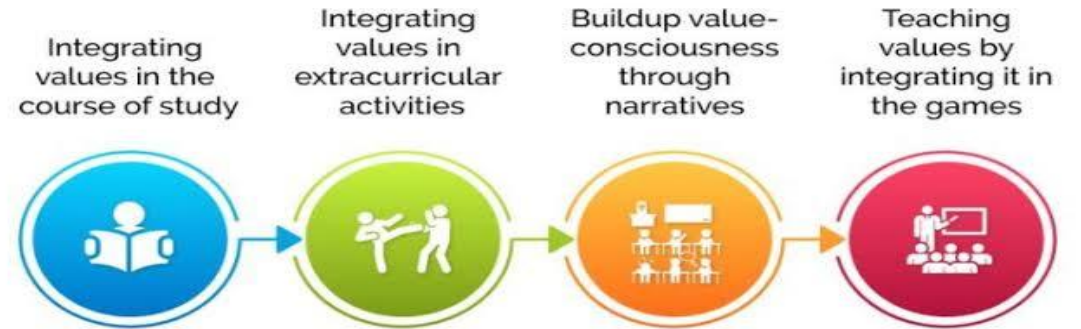 Integrating
values in the
course of study
Integrating
values in
extracurricular
activities
Buildup value-
consciousness
through
narratives
Teaching
values by
integrating it in
the games